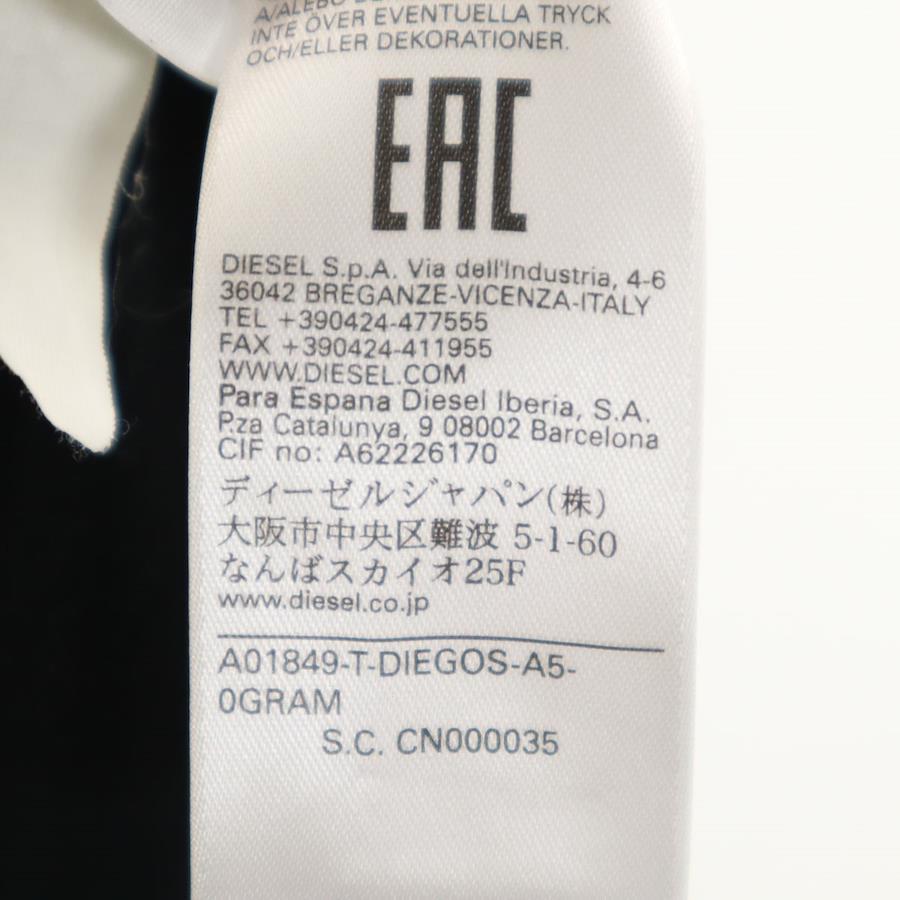 INTE ÖVER EVENTUELLA TRYCK
OCH/ELLER DEKORATIONER.
EAC
DIESEL S.p.A. Via dell'Industria, 4-6
36042 BREGANZE-VICENZA-ITALY
TEL +390424-477555
FAX +390424-411955
WWW.DIESEL.COM
Para Espana Diesel Iberia, S.A.
P.za Catalunya, 9 08002 Barcelona
CIF no: A62226170
ディーゼルジャパン(株)
大阪市中央区難波 5-1-60
なんばスカイオ25F
www.diesel.co.jp
A01849-T-DIEGOS-A5-
0GRAM
S.C. CN000035